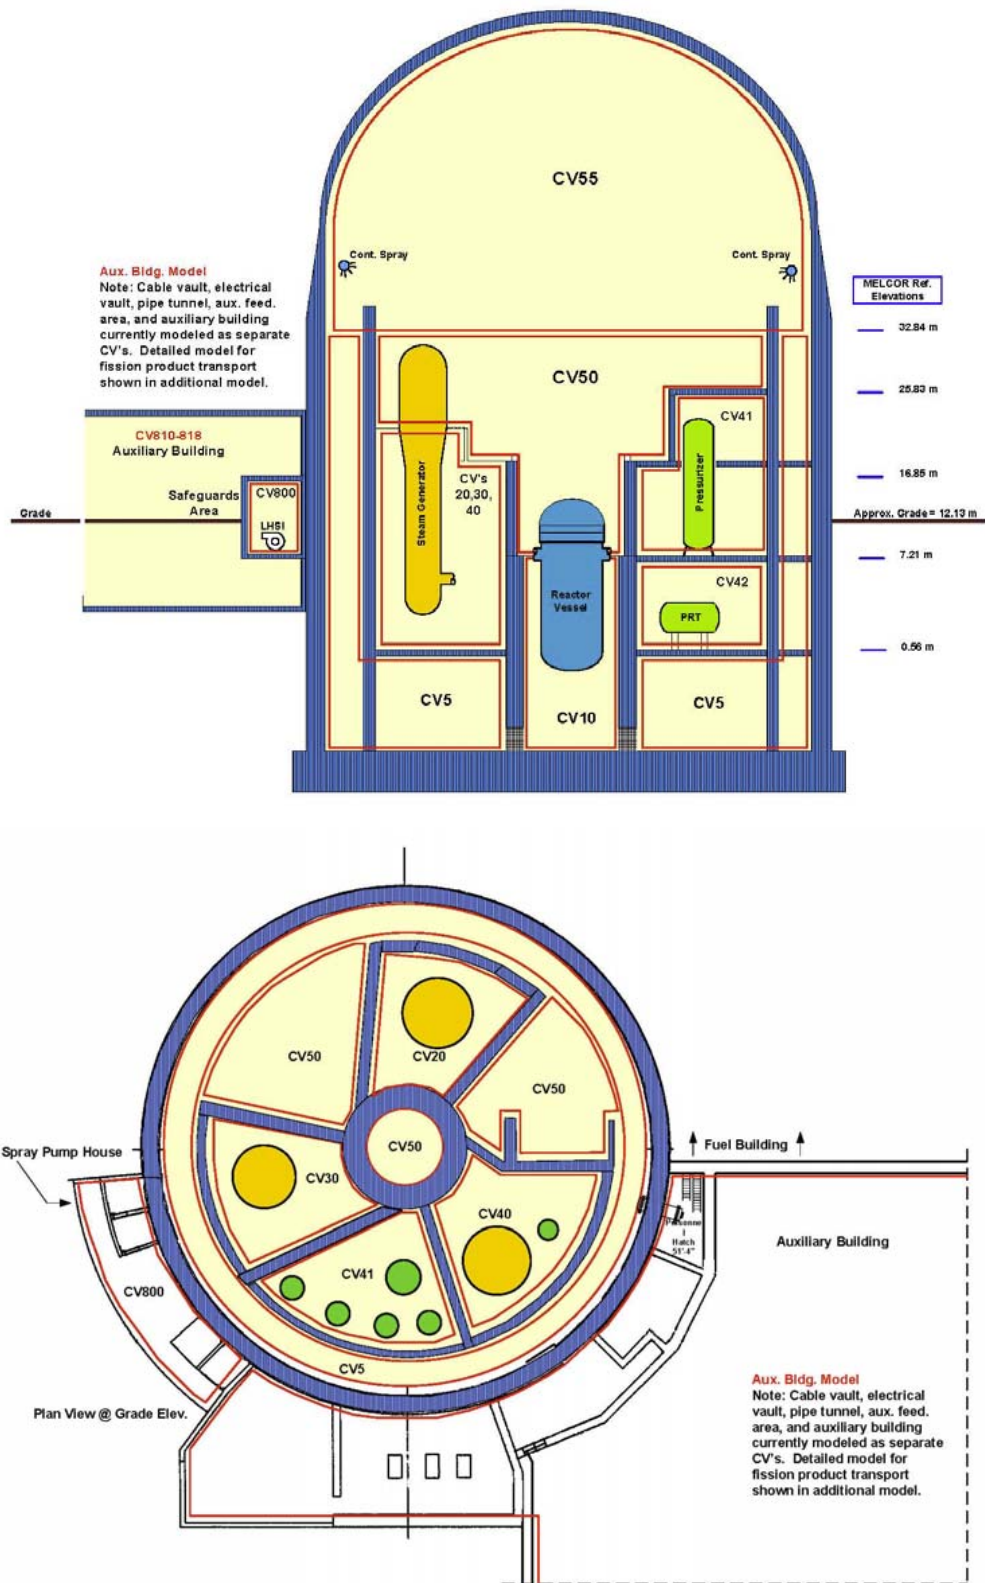 CV55
Cont. Spray
Cont. Spray
Aux. Bldg. Model
Note: Cable vault, electrical
vault, pipe tunnel, aux. feed.
area, and auxiliary building
currently modeled as separate
CV's. Detailed model for
fission product transport
shown in additional model.
MELCOR Ref.
Elevations
32.84 m
CV50
25.83 m
CV41
CV810-818
Auxiliary Building
Steam Generator
CV's
20,30,
40
Pressurizer
16.85 m
Safeguards
Area
CV800
LHSI
Grade
Approx. Grade = 12.13 m
7.21 m
CV42
Reactor
Vessel
PRT
0.56 m
CV5
CV10
CV5
CV50
CV20
CV50
CV50
Fuel Building
Spray Pump House
CV30
CV40
Personne
l
Hatch
51'-4"
Auxiliary Building
CV41
CV800
CV5
Plan View @ Grade Elev.
Aux. Bldg. Model
Note: Cable vault, electrical
vault, pipe tunnel, aux. feed.
area, and auxiliary building
currently modeled as separate
CV's. Detailed model for
fission product transport
shown in additional model.